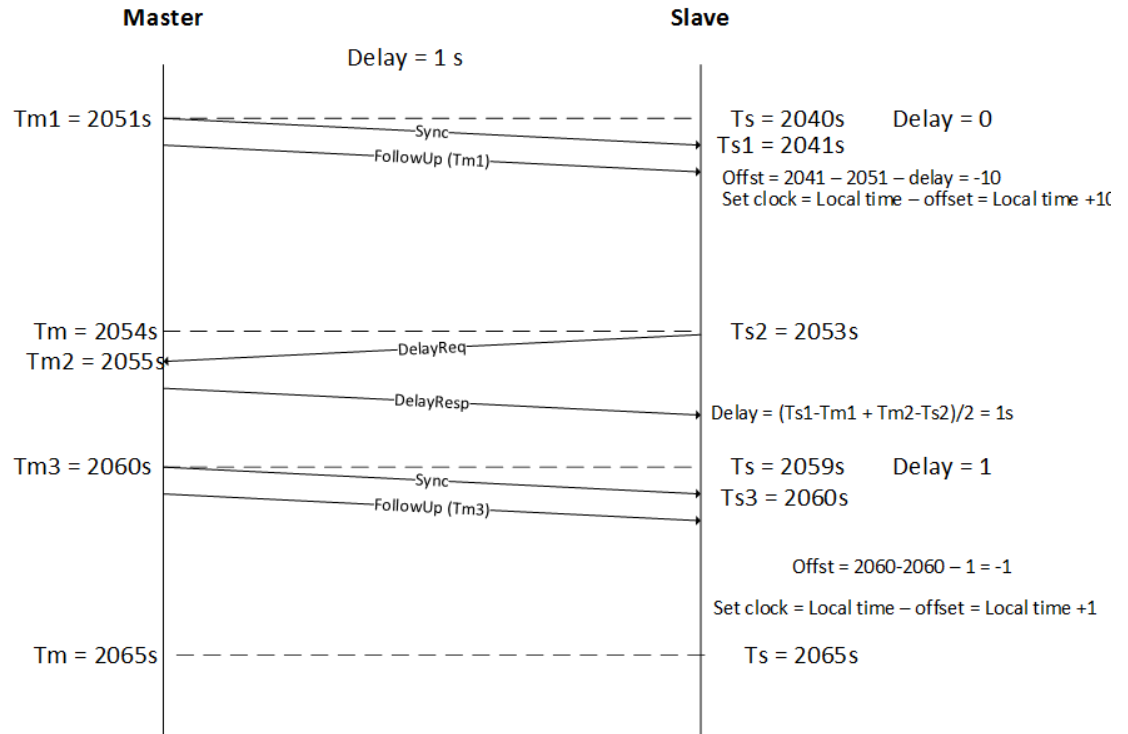 Master Slave
Delay = 1 s
Tm1 = 2051s Ts = 2040s Delay = 0
Sync
Ts1 = 2041s
FollowUp (Tm1)
Offst = 2041 – 2051 – delay = -10
Set clock = Local time – offset = Local time +10
Tm = 2054s Ts2 = 2053s
DelayReq
Tm2 = 2055s
DelayResp
Delay = (Ts1-Tm1 + Tm2-Ts2)/2 = 1s
Tm3 = 2060s Ts = 2059s Delay = 1
Sync
Ts3 = 2060s
FollowUp (Tm3)
Offst = 2060-2060 – 1 = -1
Set clock = Local time – offset = Local time +1
Tm = 2065s Ts = 2065s